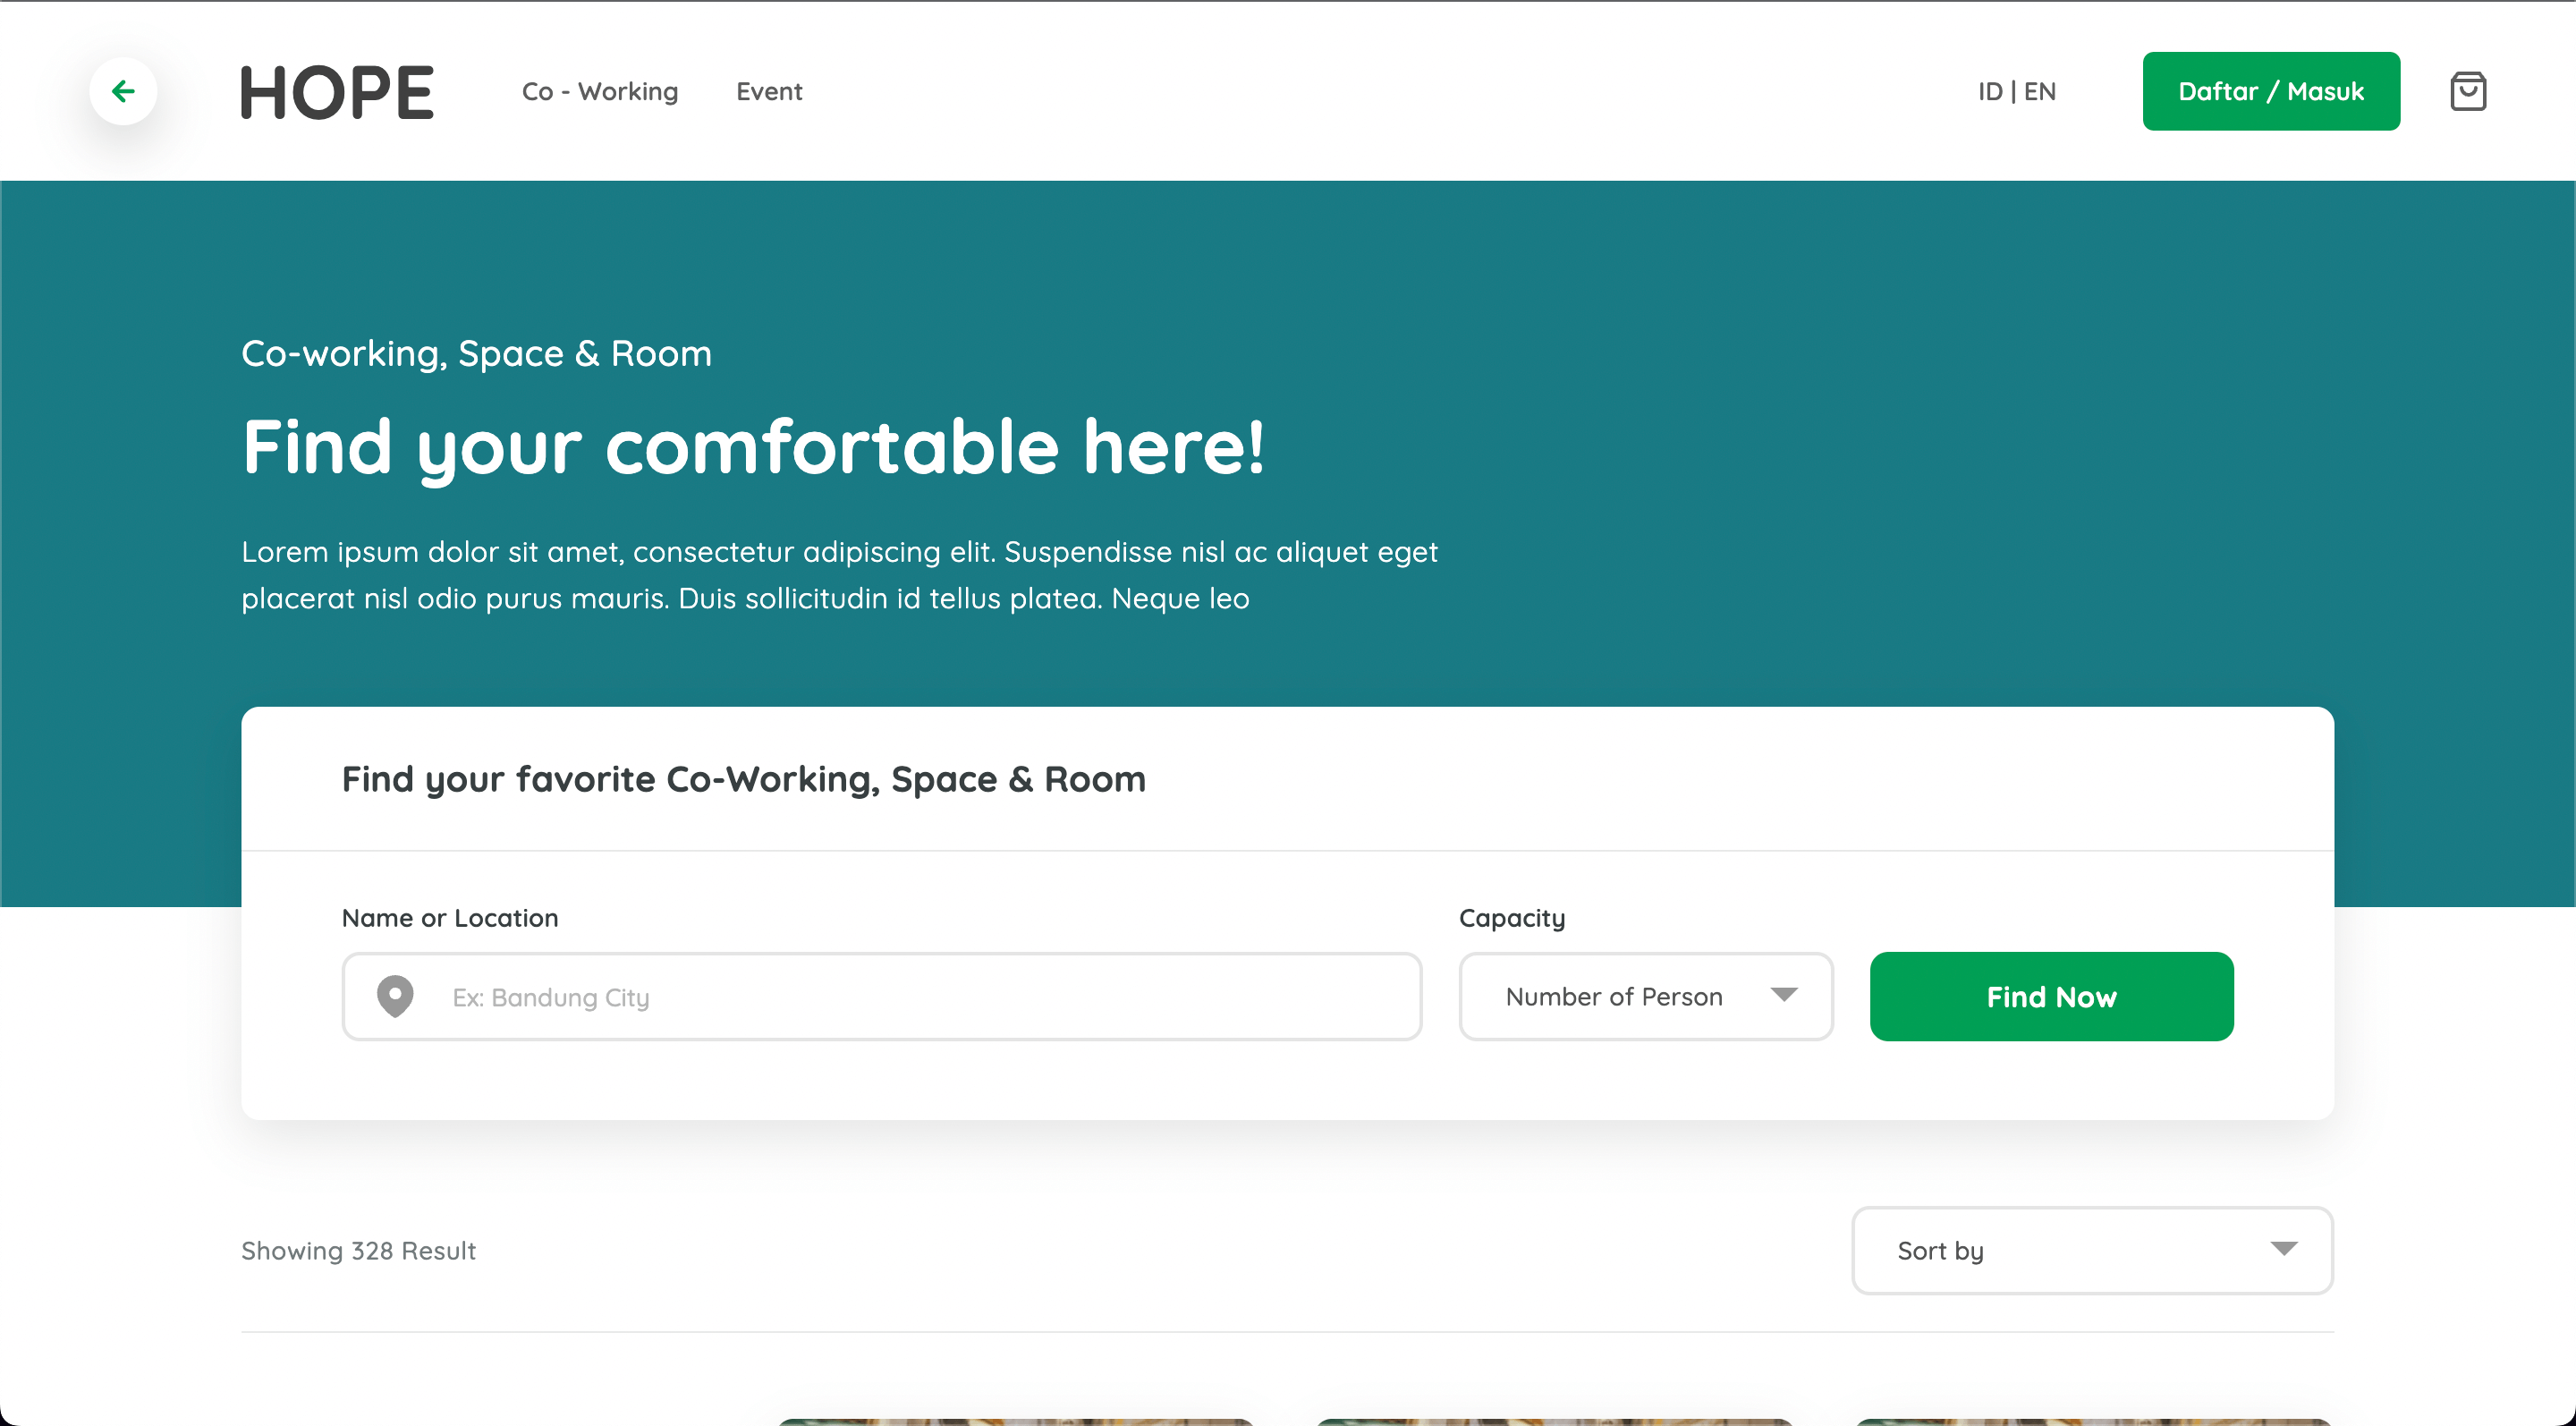 HOPE
Co - Working
Event
ID | EN
Daftar / Masuk
Co-working, Space & Room
Find your comfortable here!
Lorem ipsum dolor sit amet, consectetur adipiscing elit. Suspendisse nisl ac aliquet eget
placerat nisl odio purus mauris. Duis sollicitudin id tellus platea. Neque leo
Find your favorite Co-Working, Space & Room
Name or Location
Ex: Bandung City
Capacity
Number of Person
Find Now
Showing 328 Result
Sort by